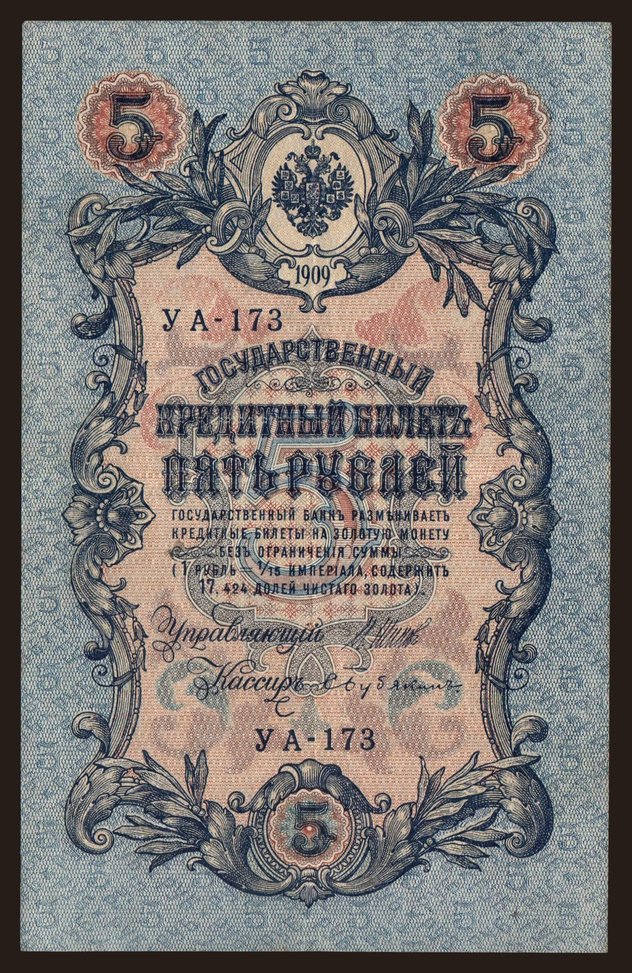 5 5
1909
УА-173
ГОСУДАРСТВЕННЫЙ
КРЕДИТНЫЙ БИЛЕТЪ
ПЯТЬ РУБЛЕЙ
5
ГОСУДАРСТВЕННЫЙ БАНКЪ РАЗМѢНИВАЕТЪ
КРЕДИТНЫЕ БИЛЕТЫ НА ЗОЛОТУЮ МОНЕТУ
БЕЗЪ ОГРАНИЧЕНІЯ СУММЫ
(1 РУБЛЬ = 1/15 ИМПЕРІАЛА, СОДЕРЖИТЪ
17,424 ДОЛЕЙ ЧИСТАГО ЗОЛОТА).
Управляющій
Кассиръ
УА-173
5